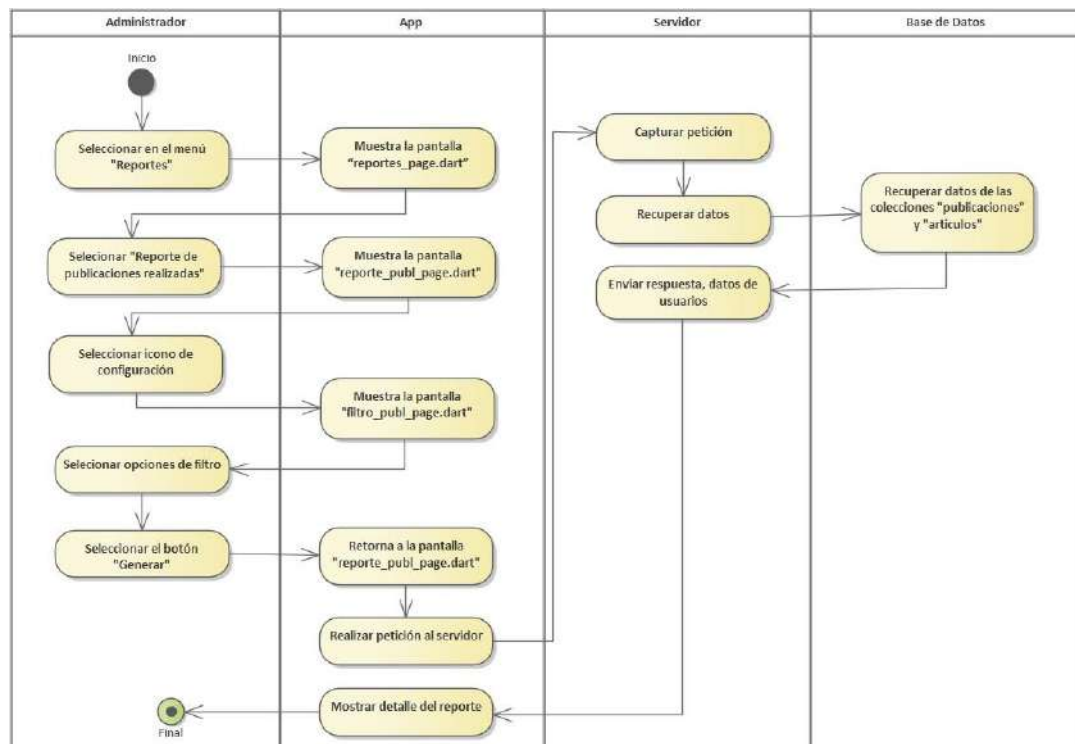 Administrador
App
Servidor
Base de Datos
Inicio
Seleccionar en el menú
"Reportes"
Muestra la pantalla
"reportes_page.dart"
Selecionar "Reporte de
publicaciones realizadas"
Muestra la pantalla
"reporte_publ_page.dart"
Seleccionar icono de
configuración
Muestra la pantalla
"filtro_publ_page.dart"
Selecionar opciones de filtro
Seleccionar el botón
"Generar"
Retorna a la pantalla
"reporte_publ_page.dart"
Realizar petición al servidor
Capturar petición
Recuperar datos
Recuperar datos de las
colecciones "publicaciones"
y "articulos"
Enviar respuesta, datos de
usuarios
Mostrar detalle del reporte
Final